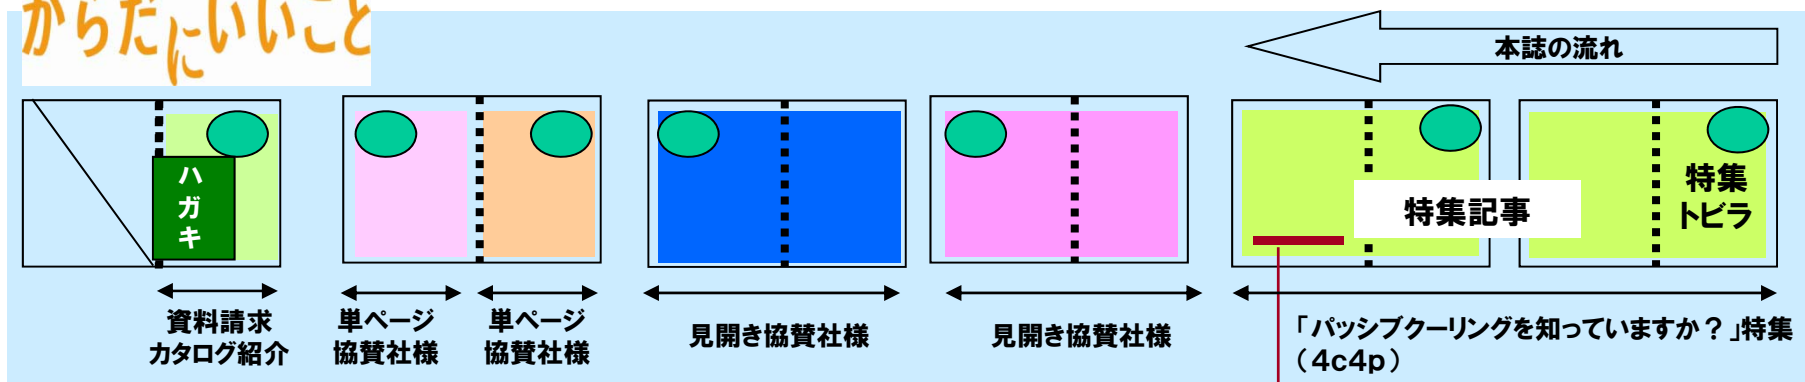 からだにいいこと
本誌の流れ
ハガキ
特集記事
特集
トビラ
資料請求
カタログ紹介
単ページ
協賛社様
単ページ
協賛社様
見開き協賛社様
見開き協賛社様
「パッシブクーリングを知っていますか？」特集
（4c4p）